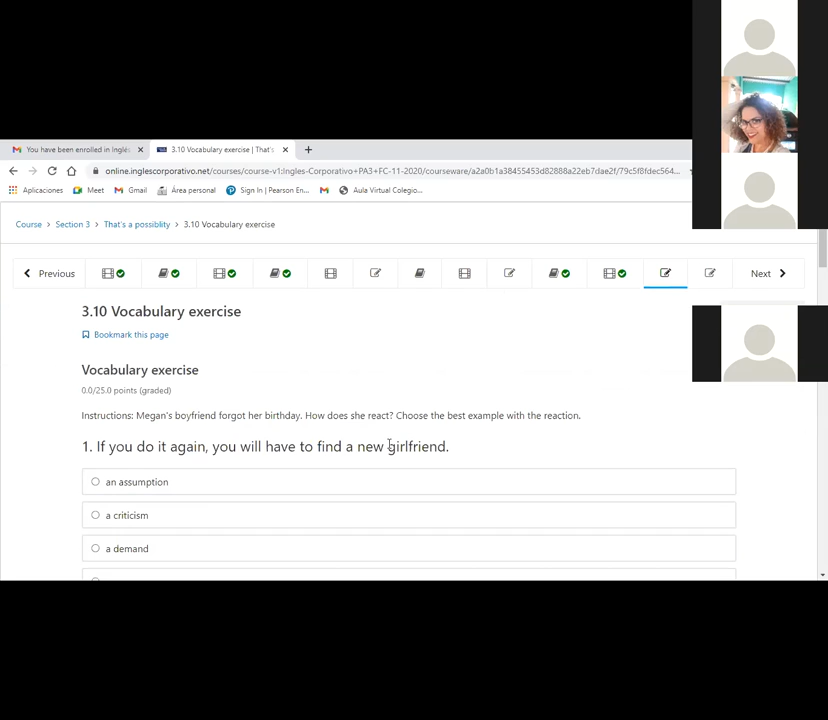 You have been enrolled in Inglés
3.10 Vocabulary exercise | That's
online.inglescorporativo.net/courses/course-v1:Ingles-Corporativo+PA3+FC-11-2020/courseware/a2a0b1a38455453d82888a22eb7dae2f/79c5f8fdec564...
Aplicaciones Meet Gmail Área personal Sign In | Pearson En... Aula Virtual Colegio...
Course > Section 3 > That's a possiblity > 3.10 Vocabulary exercise
Previous Next
3.10 Vocabulary exercise
Bookmark this page
Vocabulary exercise
0.0/25.0 points (graded)
Instructions: Megan's boyfriend forgot her birthday. How does she react? Choose the best example with the reaction.
1. If you do it again, you will have to find a new girlfriend.
an assumption
a criticism
a demand